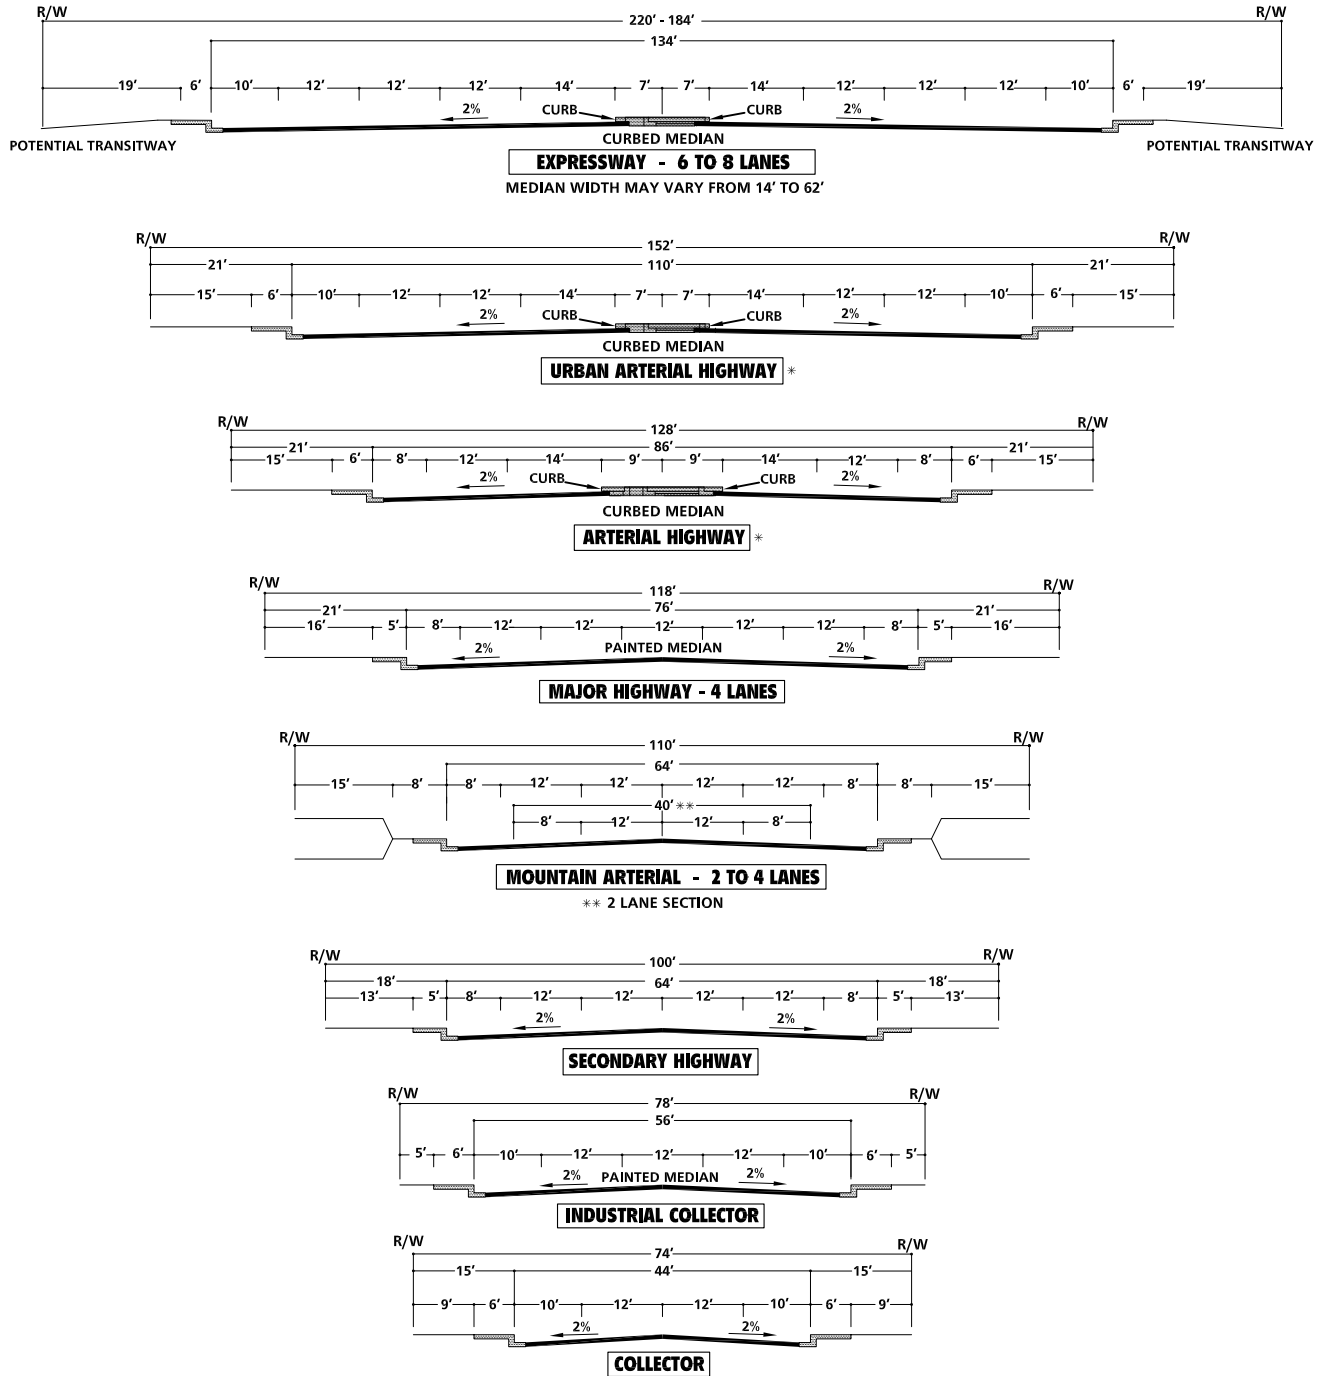 R/W 220' - 184' R/W
134'
19' 6' 10' 12' 12' 12' 14' 7' 7' 14' 12' 12' 12' 10' 6' 19'
2% CURB CURB 2%
POTENTIAL TRANSITWAY CURBED MEDIAN POTENTIAL TRANSITWAY
EXPRESSWAY - 6 TO 8 LANES
MEDIAN WIDTH MAY VARY FROM 14' TO 62'
R/W 152' R/W
21' 110' 21'
15' 6' 10' 12' 12' 14' 7' 7' 14' 12' 12' 10' 6' 15'
2% CURB CURB 2%
CURBED MEDIAN
URBAN ARTERIAL HIGHWAY *
R/W 128' R/W
21' 86' 21'
15' 6' 8' 12' 14' 9' 9' 14' 12' 8' 6' 15'
2% CURB CURB 2%
CURBED MEDIAN
ARTERIAL HIGHWAY *
R/W 118' R/W
21' 76' 21'
16' 5' 8' 12' 12' 12' 12' 12' 8' 5' 16'
2% PAINTED MEDIAN 2%
MAJOR HIGHWAY - 4 LANES
R/W 110' R/W
64'
15' 8' 8' 12' 12' 12' 12' 8' 8' 15'
40' **
8' 12' 12' 8'
MOUNTAIN ARTERIAL - 2 TO 4 LANES
** 2 LANE SECTION
R/W 100' R/W
18' 64' 18'
13' 5' 8' 12' 12' 12' 12' 8' 5' 13'
2% 2%
SECONDARY HIGHWAY
R/W 78' R/W
56'
5' 6' 10' 12' 12' 12' 10' 6' 5'
2% PAINTED MEDIAN 2%
INDUSTRIAL COLLECTOR
R/W 74' R/W
15' 44' 15'
9' 6' 10' 12' 12' 10' 6' 9'
2% 2%
COLLECTOR